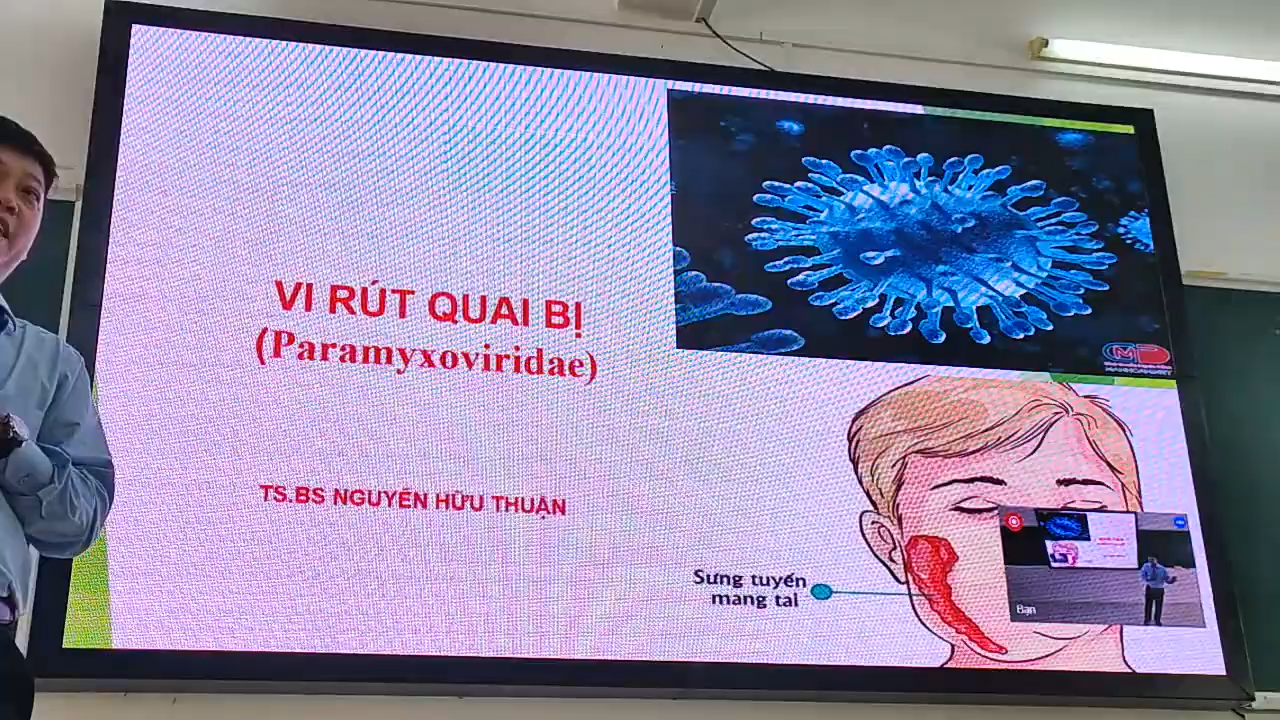 VI RÚT QUAI BỊ
(Paramyxoviridae)
TS.BS NGUYỄN HỮU THUẬN
Sưng tuyến
mang tai
Bạn